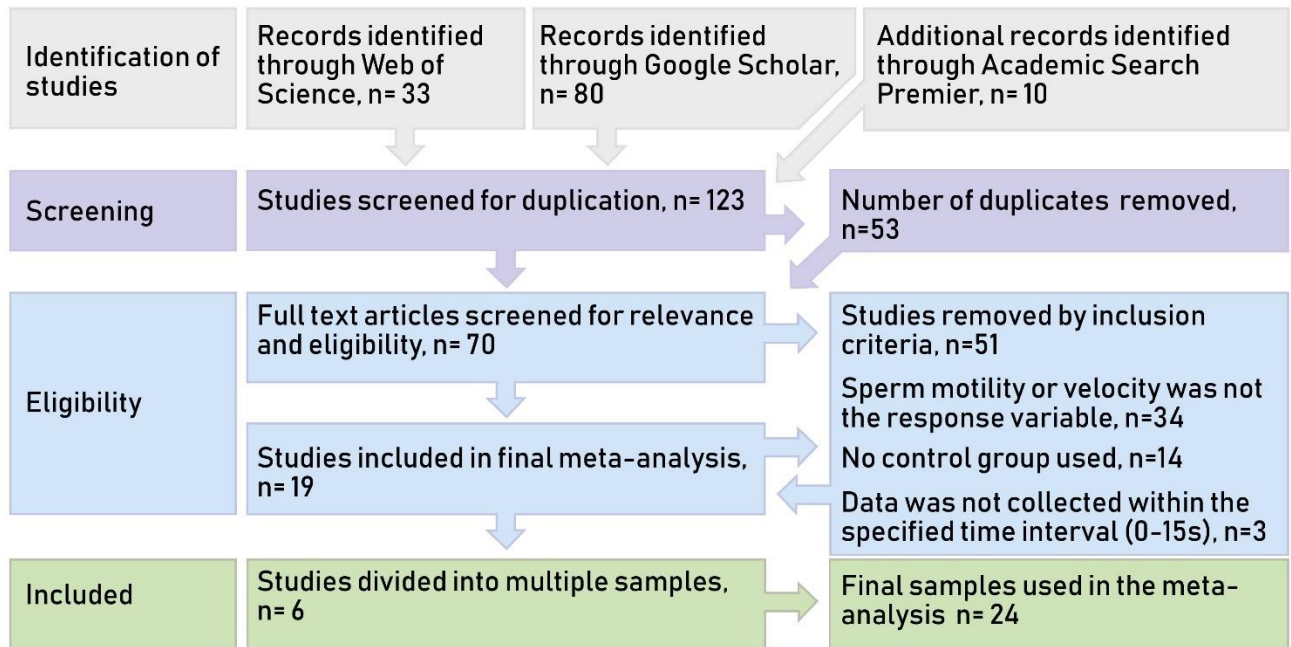 Identification of
studies
Records identified
through Web of
Science, n= 33
Records identified
through Google Scholar,
n= 80
Additional records identified
through Academic Search
Premier, n= 10
Screening
Studies screened for duplication, n= 123
Number of duplicates removed,
n=53
Eligibility
Full text articles screened for relevance
and eligibility, n= 70
Studies included in final meta-analysis,
n= 19
Studies removed by inclusion
criteria, n=51
Sperm motility or velocity was not
the response variable, n=34
No control group used, n=14
Data was not collected within the
specified time interval (0-15s), n=3
Included
Studies divided into multiple samples,
n= 6
Final samples used in the meta-
analysis n= 24